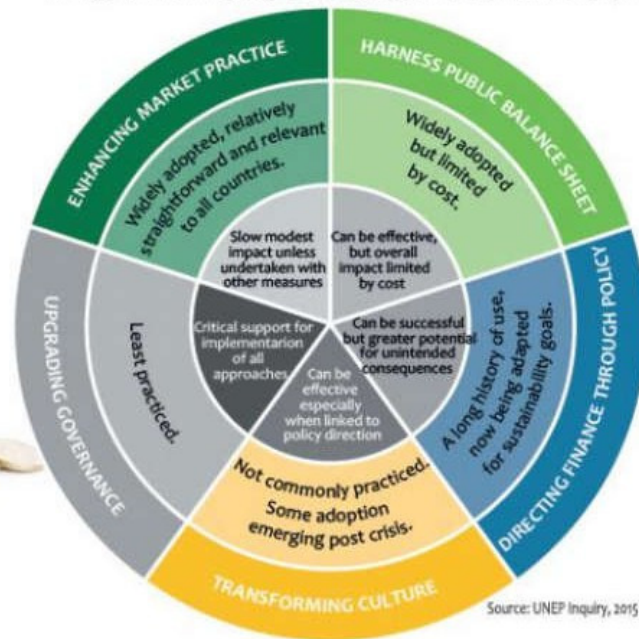 ENHANCING MARKET PRACTICE
HARNESS PUBLIC BALANCE SHEET
Widely adopted, relatively
straightforward and relevant
to all countries.
Widely adopted
but limited
by cost.
Slow modest
impact unless
undertaken with
other measures
Can be effective,
but overall
impact limited
by cost
UPGRADING GOVERNANCE
Least practiced.
Critical support for
implementarion
of all
approaches
Can be successful
but greater potential
for unintended
consequences
A long history of use,
now being adapted
for sustainability goals.
DIRECTING FINANCE THROUGH POLICY
Can be
effective
especially
when linked to
policy direction
Not commonly practiced.
Some adoption
emerging post crisis.
TRANSFORMING CULTURE
Source: UNEP Inquiry, 2015